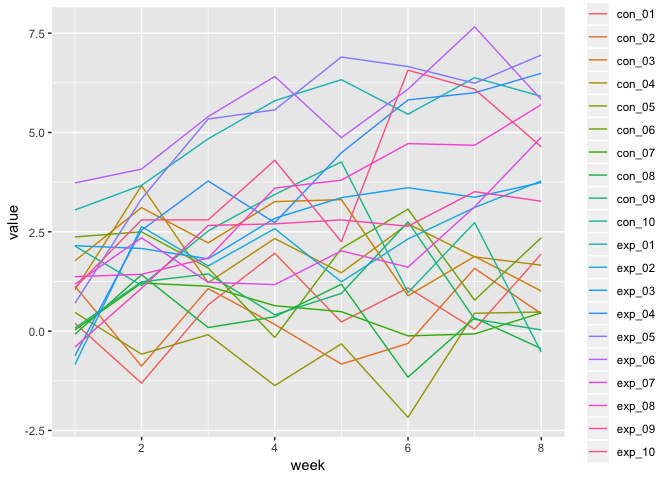 7.5
5.0
2.5
0.0
-2.5
value
2
4
6
8
week
con_01
con_02
con_03
con_04
con_05
con_06
con_07
con_08
con_09
con_10
exp_01
exp_02
exp_03
exp_04
exp_05
exp_06
exp_07
exp_08
exp_09
exp_10